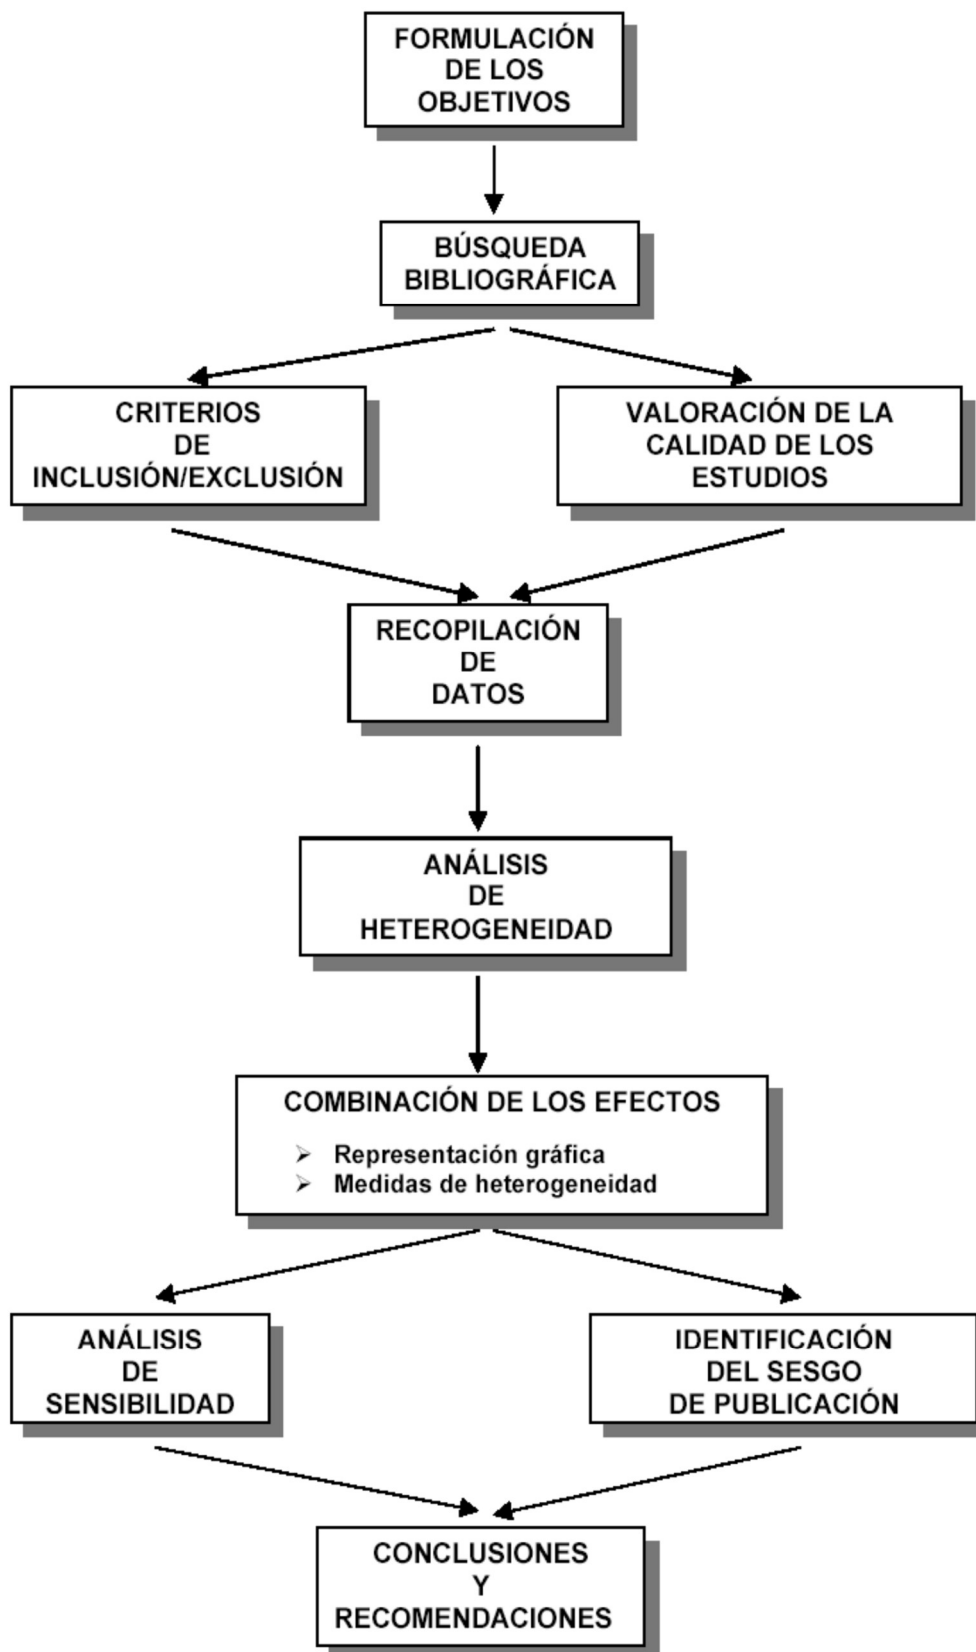 FORMULACIÓN
DE LOS
OBJETIVOS
BÚSQUEDA
BIBLIOGRÁFICA
CRITERIOS
DE
INCLUSIÓN/EXCLUSIÓN
VALORACIÓN DE LA
CALIDAD DE LOS
ESTUDIOS
RECOPILACIÓN
DE
DATOS
ANÁLISIS
DE
HETEROGENEIDAD
COMBINACIÓN DE LOS EFECTOS
➢ Representación gráfica
➢ Medidas de heterogeneidad
ANÁLISIS
DE
SENSIBILIDAD
IDENTIFICACIÓN
DEL SESGO
DE PUBLICACIÓN
CONCLUSIONES
Y
RECOMENDACIONES